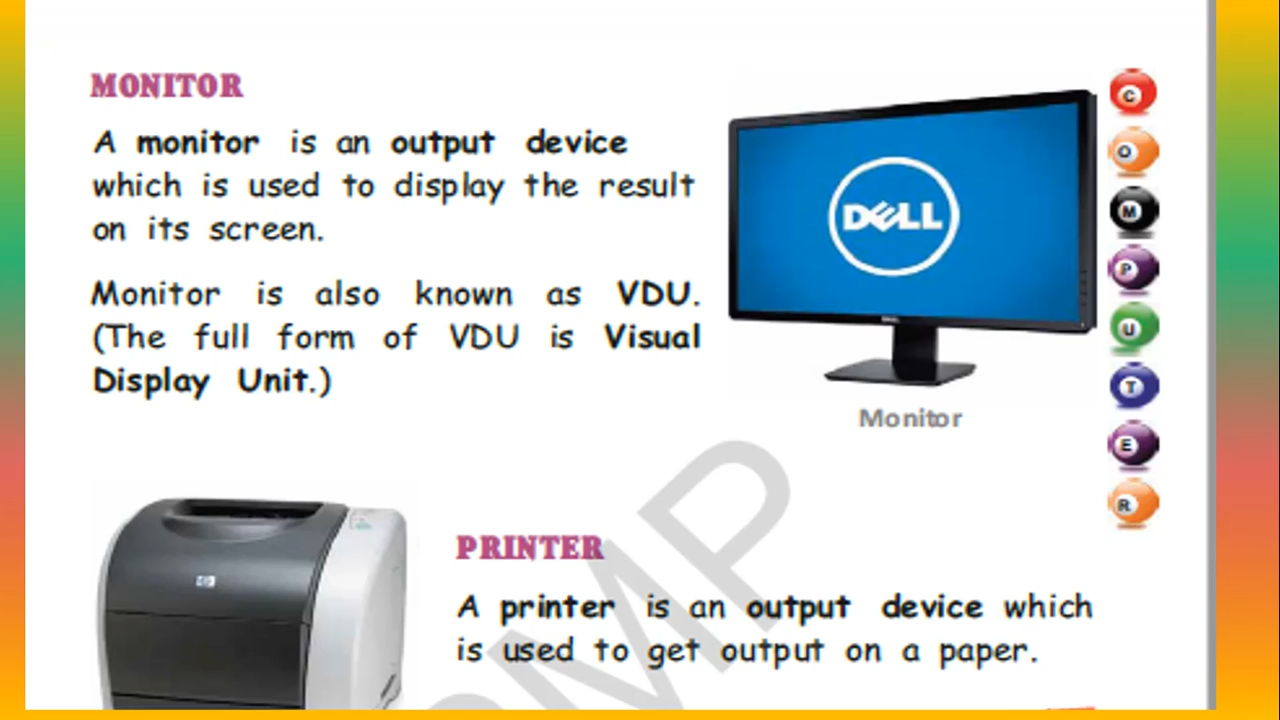 MONITOR
A monitor is an output device
which is used to display the result
on its screen.
Monitor is also known as VDU.
(The full form of VDU is Visual
Display Unit.)
DELL
Monitor
C
O
M
P
U
T
E
R
hp
PRINTER
A printer is an output device which
is used to get output on a paper.
MP